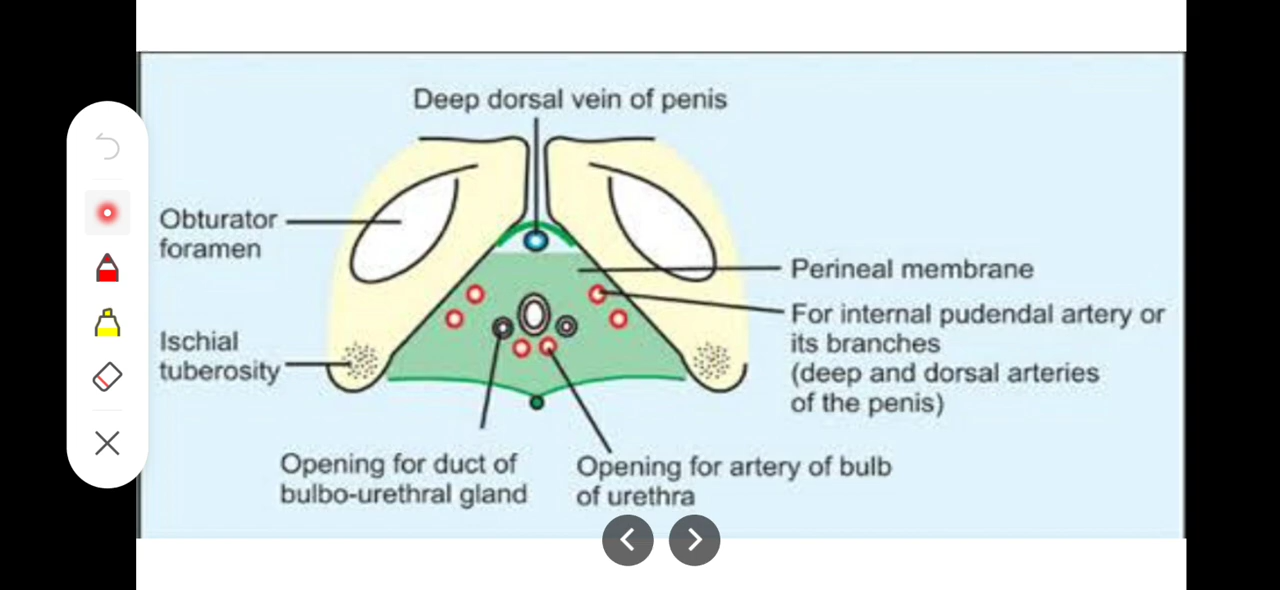 Deep dorsal vein of penis
Obturator
foramen
Perineal membrane
For internal pudendal artery or
its branches
(deep and dorsal arteries
of the penis)
Ischial
tuberosity
Opening for duct of
bulbo-urethral gland
Opening for artery of bulb
of urethra